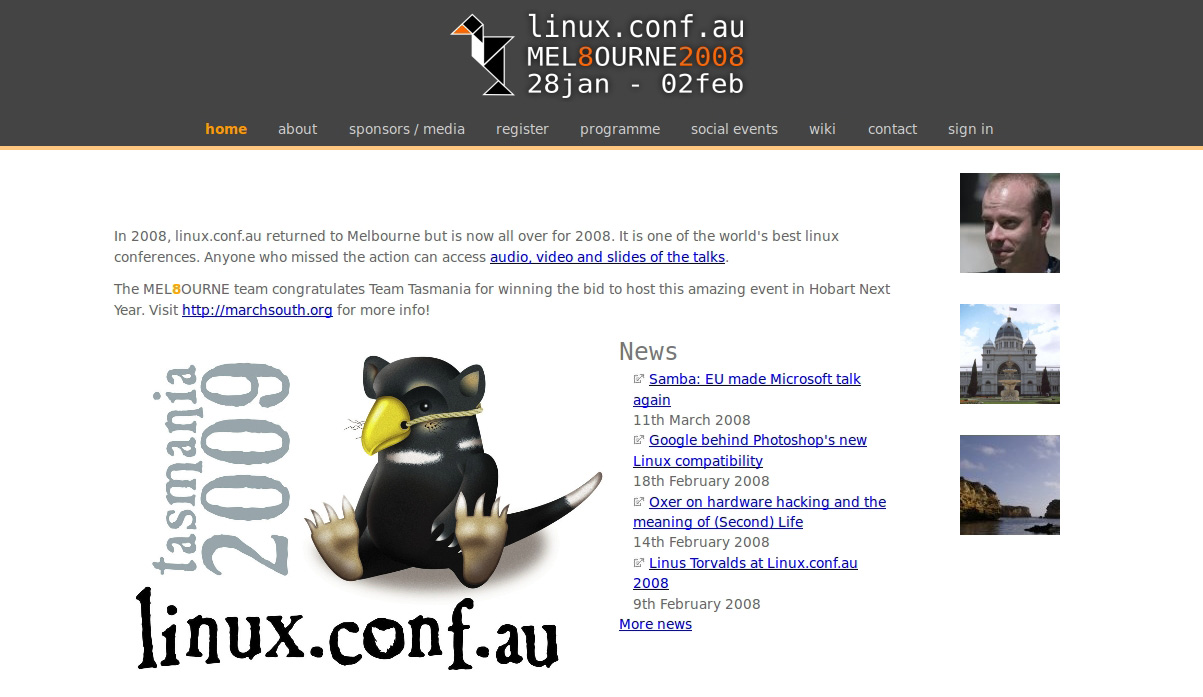 linux.conf.au
MEL8OURNE2008
28jan - 02feb
home about sponsors / media register programme social events wiki contact sign in
In 2008, linux.conf.au returned to Melbourne but is now all over for 2008. It is one of the world's best linux
conferences. Anyone who missed the action can access audio, video and slides of the talks.
The MEL8OURNE team congratulates Team Tasmania for winning the bid to host this amazing event in Hobart Next
Year. Visit http://marchsouth.org for more info!
tasmania
2009
linux.conf.au
News
Samba: EU made Microsoft talk
again
11th March 2008
Google behind Photoshop's new
Linux compatibility
18th February 2008
Oxer on hardware hacking and the
meaning of (Second) Life
14th February 2008
Linus Torvalds at Linux.conf.au
2008
9th February 2008
More news